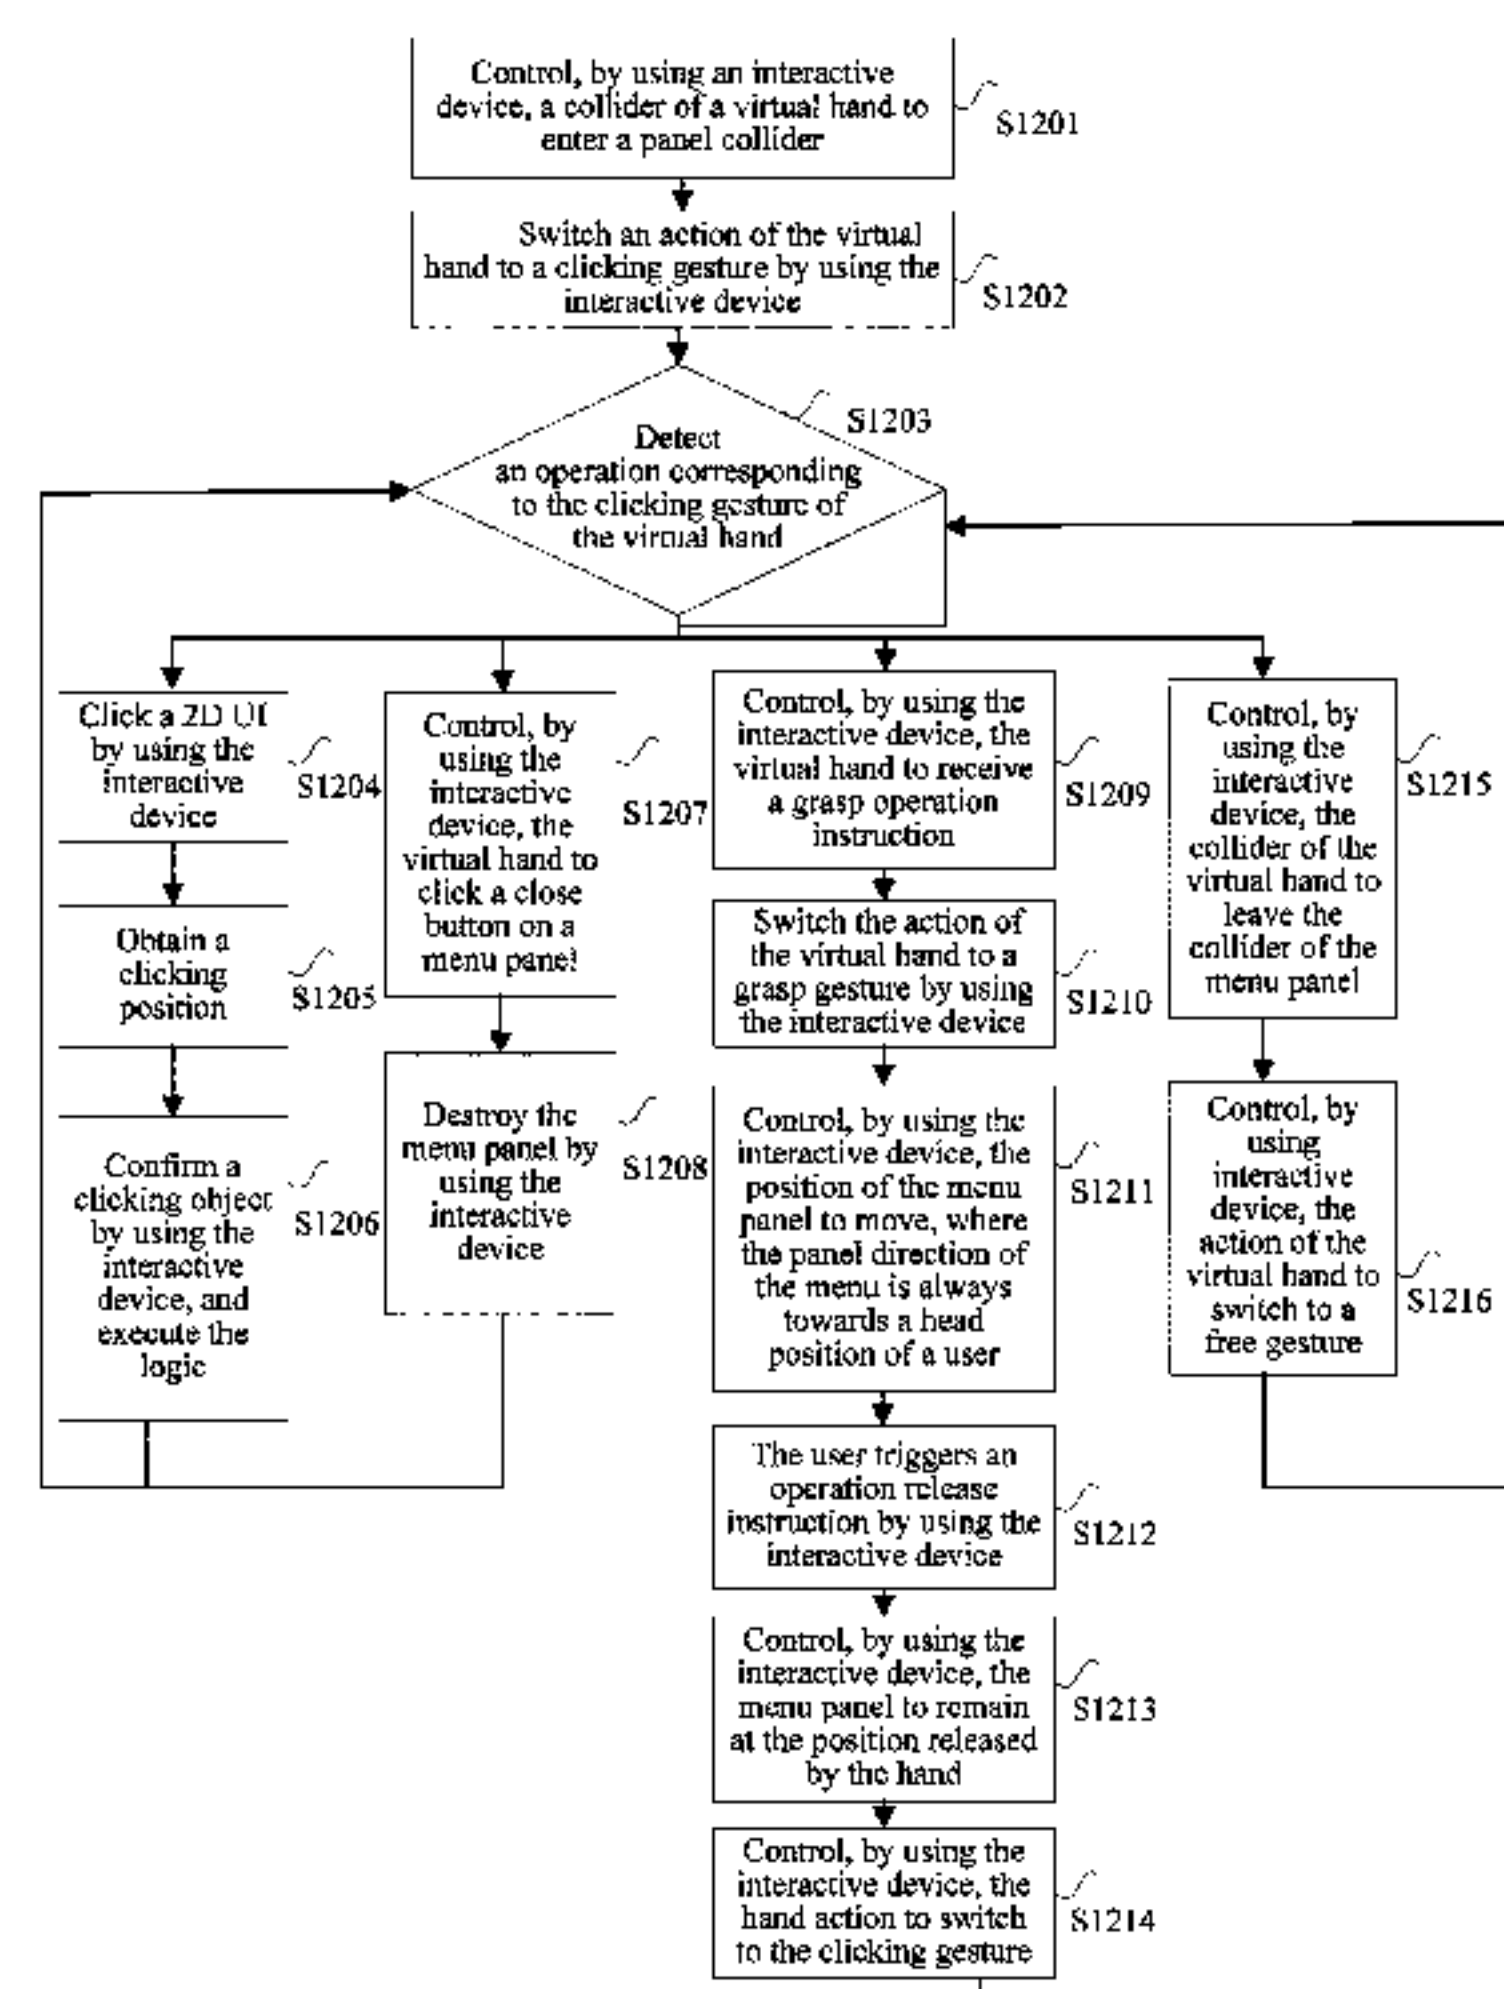 Control, by using an interactive
device, a collider of a virtual hand to
enter a panel collider
S1201
Switch an action of the virtual
hand to a clicking gesture by using the
interactive device
S1202
S1203
Detect
an operation corresponding
to the clicking gesture of
the virtual hand
Click a 2D UI
by using the
interactive
device
S1204
Obtain a
clicking
position
S1205
Confirm a
clicking object
by using the
interactive
device, and
execute the
logic
S1206
Control, by
using the
interactive
device, the
virtual hand to
click a close
button on a
menu panel
S1207
Destroy the
menu panel by
using the
interactive
device
S1208
Control, by using the
interactive device, the
virtual hand to receive
a grasp operation
instruction
S1209
Switch the action of
the virtual hand to a
grasp gesture by using
the interactive device
S1210
Control, by using the
interactive device, the
position of the menu
panel to move, where
the panel direction of
the menu is always
towards a head
position of a user
S1211
The user triggers an
operation release
instruction by using the
interactive device
S1212
Control, by using the
interactive device, the
menu panel to remain
at the position released
by the hand
S1213
Control, by using the
interactive device, the
hand action to switch
to the clicking gesture
S1214
Control, by
using the
interactive
device, the
collider of the
virtual hand to
leave the
collider of the
menu panel
S1215
Control, by
using
interactive
device, the
action of the
virtual hand to
switch to a
free gesture
S1216